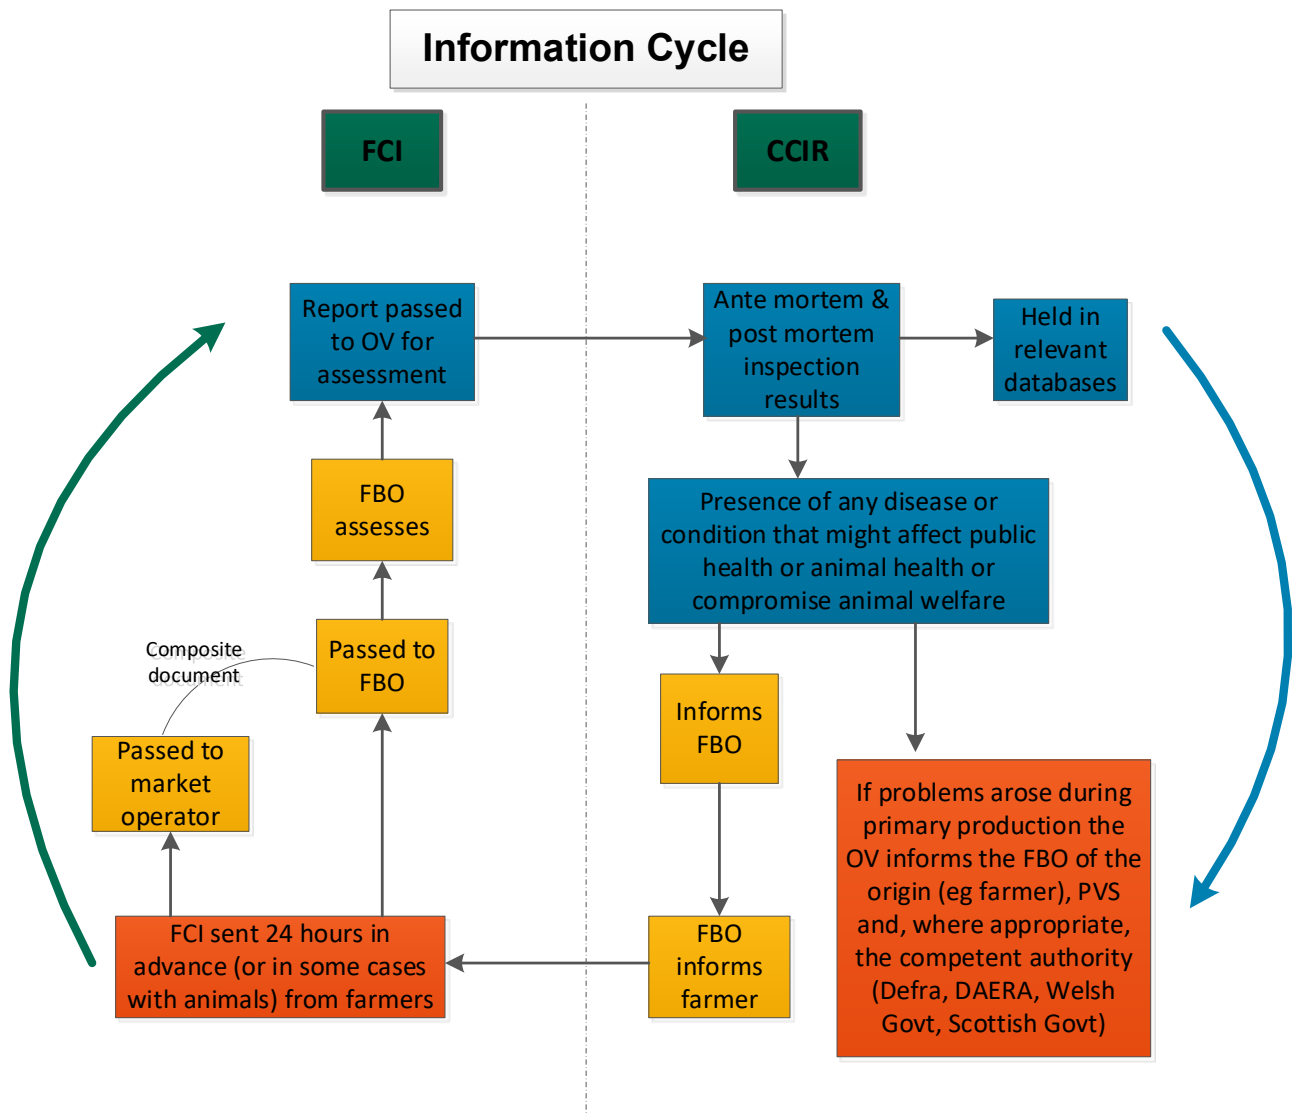 Information Cycle
FCI
CCIR
Report passed
to OV for
assessment
Ante mortem &
post mortem
inspection
results
Held in
relevant
databases
FBO
assesses
Presence of any disease or
condition that might affect public
health or animal health or
compromise animal welfare
Composite
document
Passed to
FBO
Informs
FBO
Passed to
market
operator
If problems arose during
primary production the
OV informs the FBO of the
origin (eg farmer), PVS
and, where appropriate,
the competent authority
(Defra, DAERA, Welsh
Govt, Scottish Govt)
FCI sent 24 hours in
advance (or in some cases
with animals) from farmers
FBO
informs
farmer